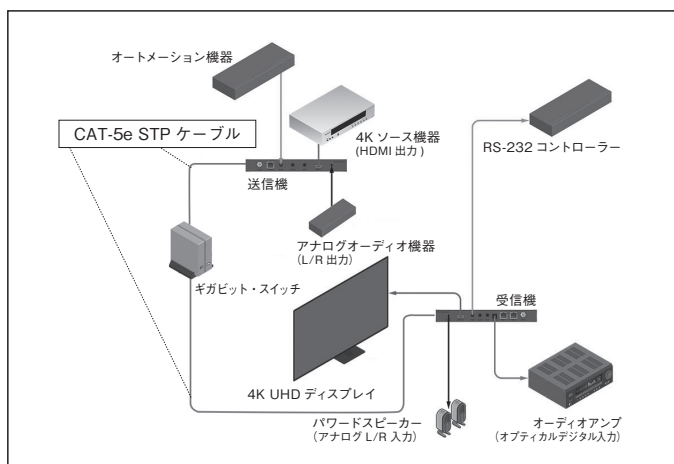 オートメーション機器
CAT-5e STP ケーブル
4K ソース機器
(HDMI 出力)
RS-232 コントローラー
送信機
アナログオーディオ機器
(L/R 出力)
ギガビット・スイッチ
受信機
4K UHD ディスプレイ
パワードスピーカー
(アナログ L/R 入力)
オーディオアンプ
(オプティカルデジタル入力)